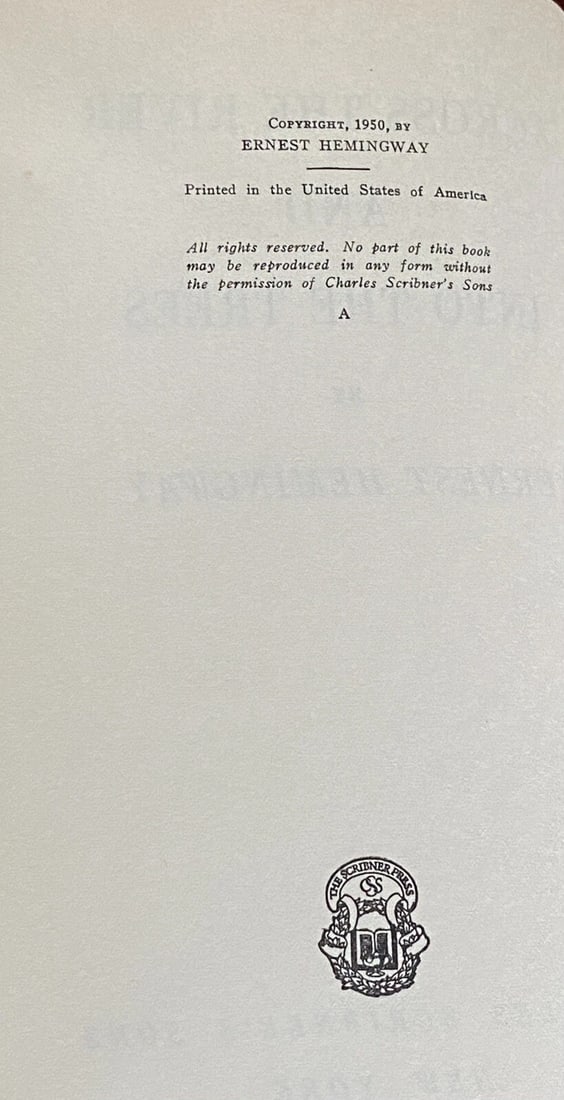 COPYRIGHT, 1950, BY
ERNEST HEMINGWAY
Printed in the United States of America
All rights reserved. No part of this book
may be reproduced in any form without
the permission of Charles Scribner's Sons
A
THE SCRIBNER PRESS
CSS